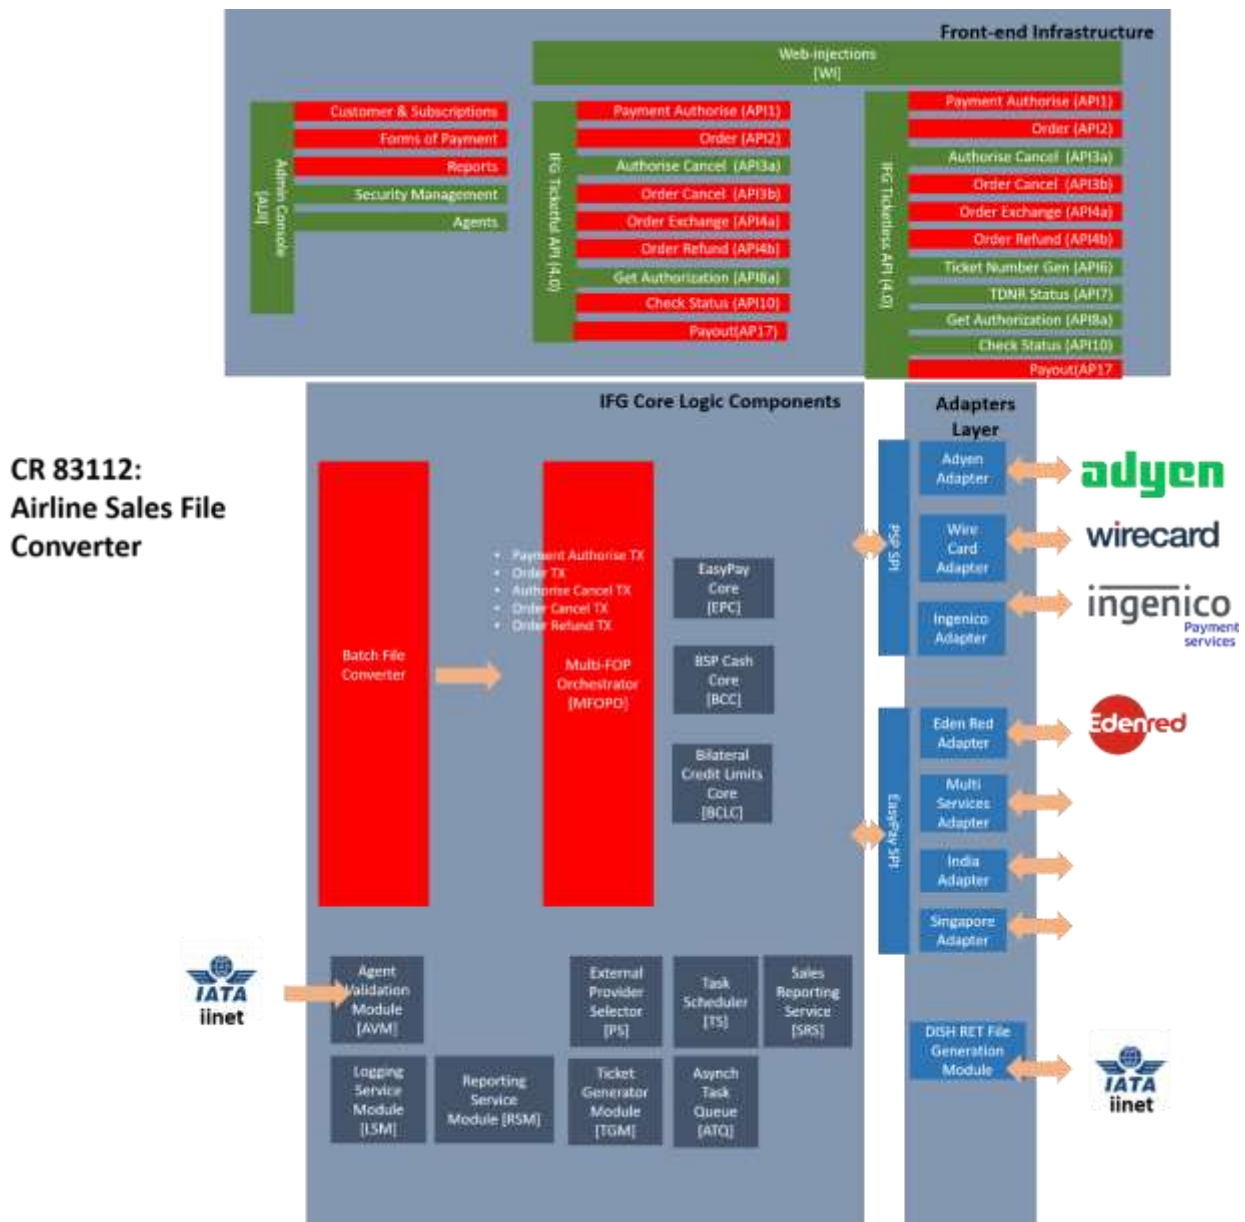 Front-end Infrastructure
Web-injections
[WI]
Admin Console
[AUI]
Customer & Subscriptions
Forms of Payment
Reports
Security Management
Agents
IFG Ticketful API (4.0)
Payment Authorise (API1)
Order (API2)
Authorise Cancel (API3a)
Order Cancel (API3b)
Order Exchange (API4a)
Order Refund (API4b)
Get Authorization (API8a)
Check Status (API10)
Payout(AP17)
IFG Ticketless API (4.0)
Payment Authorise (API1)
Order (API2)
Authorise Cancel (API3a)
Order Cancel (API3b)
Order Exchange (API4a)
Order Refund (API4b)
Ticket Number Gen (API6)
TDNR Status (API7)
Get Authorization (API8a)
Check Status (API10)
Payout(AP17
CR 83112:
Airline Sales File
Converter
IFG Core Logic Components
Batch File
Converter
• Payment Authorise TX
• Order TX
• Authorise Cancel TX
• Order Cancel TX
• Order Refund TX
Multi-FOP
Orchestrator
[MFOPO]
EasyPay
Core
[EPC]
BSP Cash
Core
[BCC]
Bilateral
Credit Limits
Core
[BCLC]
IATA
iinet
Agent
Validation
Module
[AVM]
External
Provider
Selector
[PS]
Task
Scheduler
[TS]
Sales
Reporting
Service
[SRS]
Logging
Service
Module
[LSM]
Reporting
Service
Module [RSM]
Ticket
Generator
Module
[TGM]
Asynch
Task
Queue
[ATQ]
Adapters
Layer
PSP SPI
Adyen
Adapter
Wire
Card
Adapter
Ingenico
Adapter
EasyPay SPI
Eden Red
Adapter
Multi
Services
Adapter
India
Adapter
Singapore
Adapter
DISH RET File
Generation
Module
adyen
wirecard
ingenico
Payment
services
Edenred
IATA
iinet